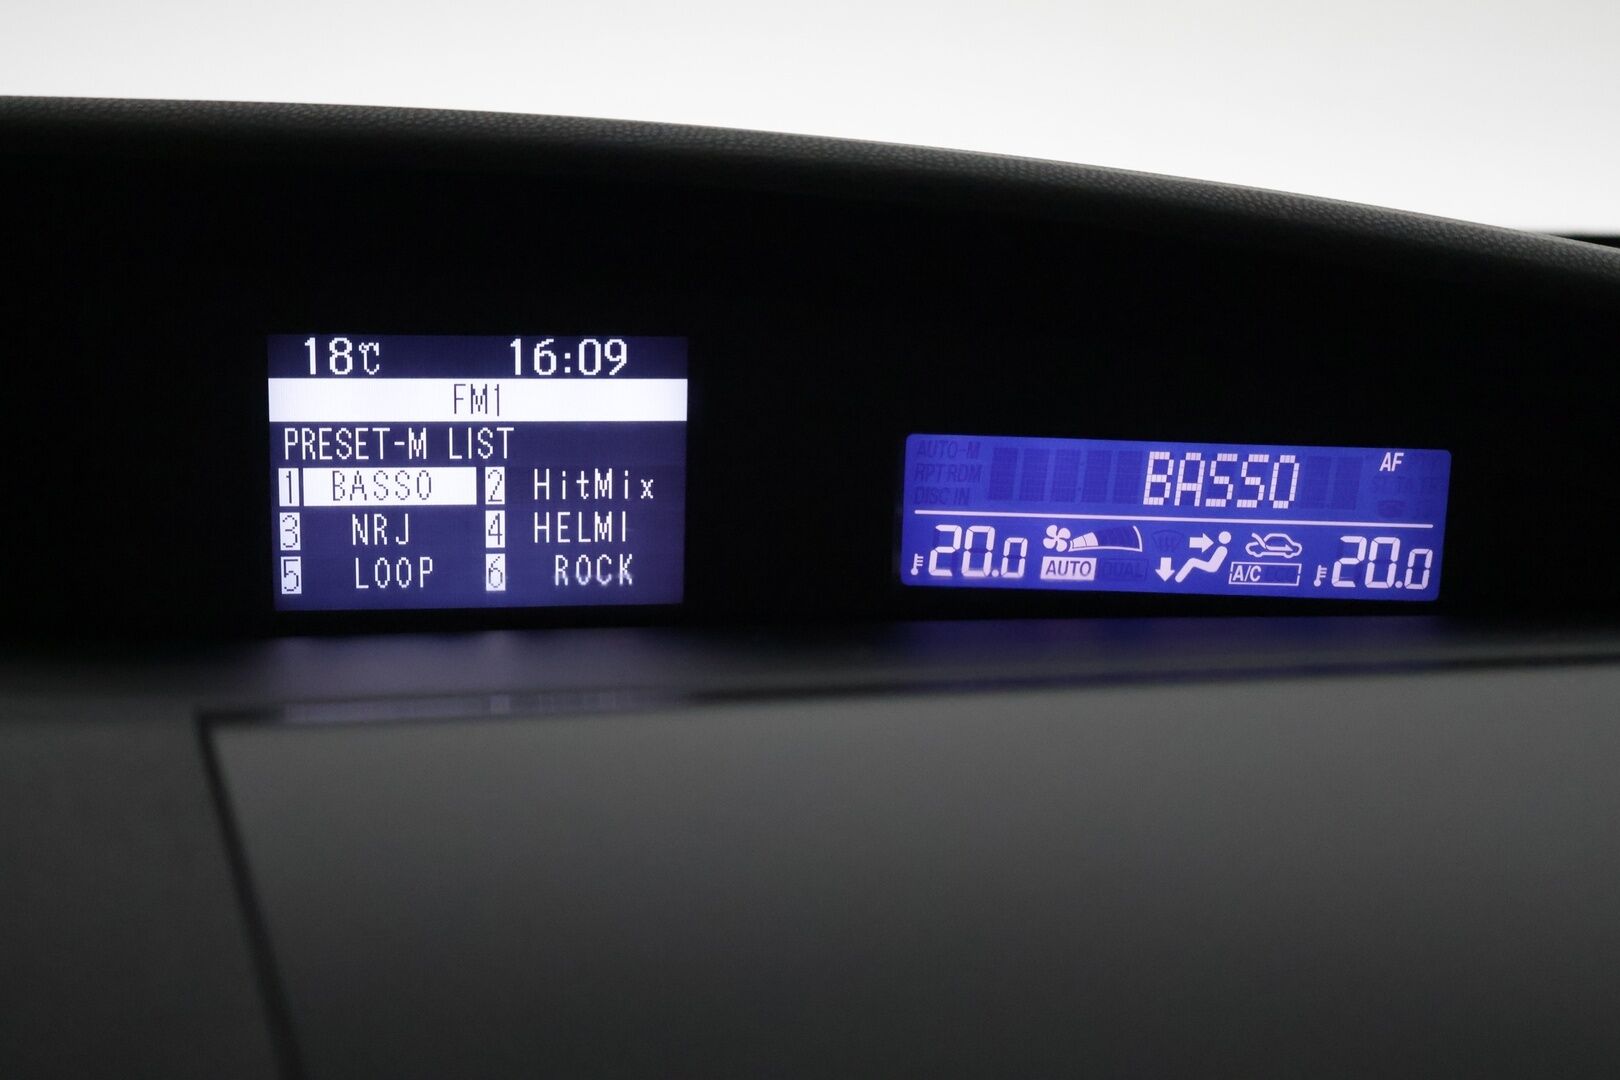 18℃ 16:09
FM1
PRESET-M LIST
1 BASSO 2 HitMix
3 NRJ 4 HELMI
5 LOOP 6 ROCK
AUTO-M
RPT RDM
DISC IN
BASSO AF
20.0 AUTO DUAL A/C 20.0